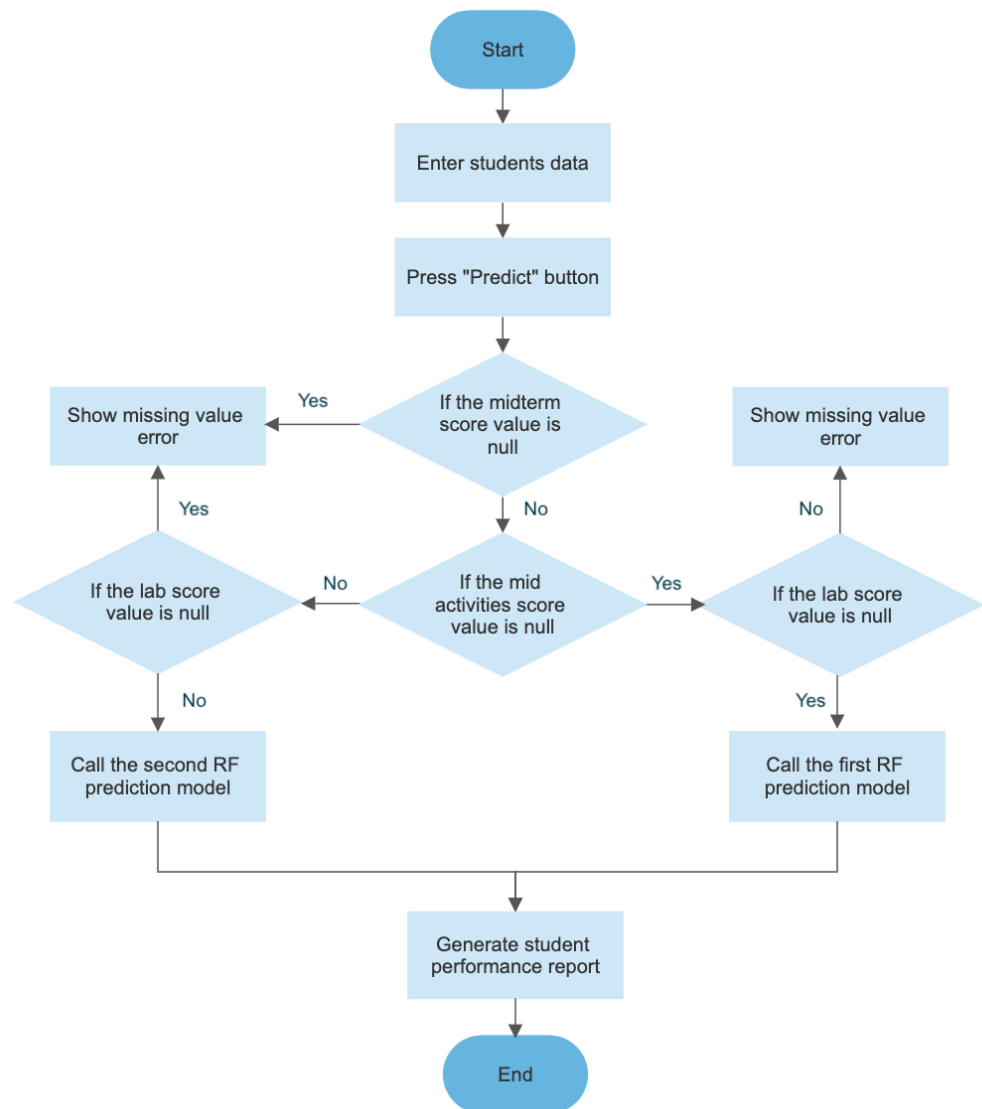 Start
Enter students data
Press "Predict" button
If the midterm
score value is
null
Yes
Show missing value
error
Show missing value
error
No
Yes
No
If the lab score
value is null
No
If the mid
activities score
value is null
Yes
If the lab score
value is null
No
Yes
Call the second RF
prediction model
Call the first RF
prediction model
Generate student
performance report
End